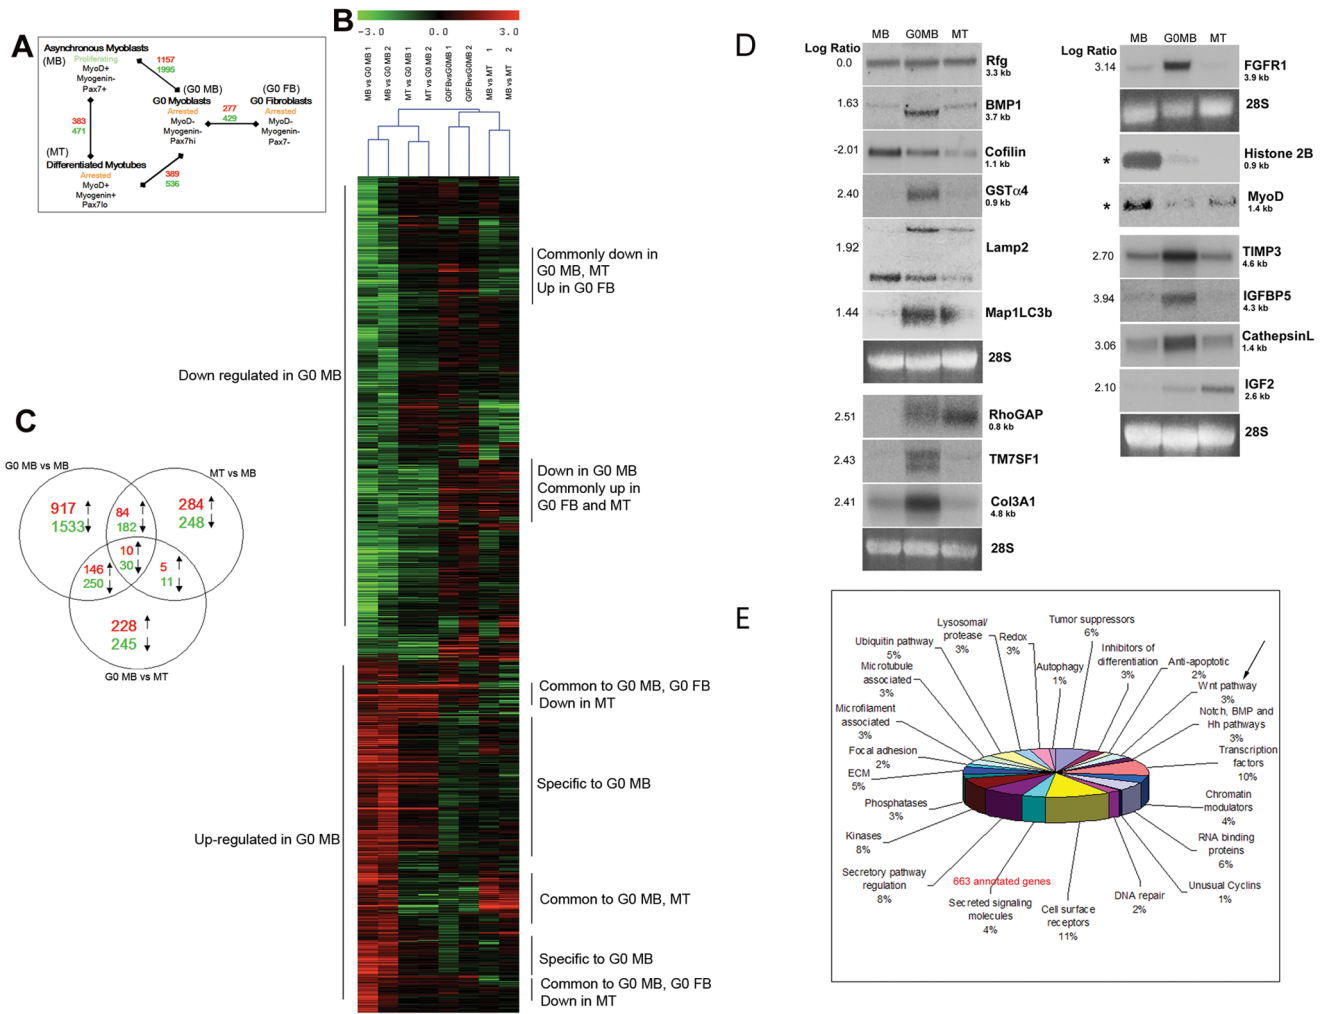 A
Asynchronous Myoblasts
(MB)
Proliferating
MyoD+
Myogenin-
Pax7+
1157
1995
(G0 MB)
G0 Myoblasts
Arrested
MyoD-
Myogenin-
Pax7hi
277
429
(G0 FB)
G0 Fibroblasts
Arrested
MyoD-
Myogenin-
Pax7-
383
471
(MT)
Differentiated Myotubes
Arrested
MyoD+
Myogenin+
Pax7lo
389
536
B
-3.0 0.0 3.0
MB vs G0 MB 1
MB vs G0 MB 2
MT vs G0 MB 1
MT vs G0 MB 2
G0FBvsG0MB 1
G0FBvsG0MB 2
MB vs MT 1
MB vs MT 2
Down regulated in G0 MB
Commonly down in
G0 MB, MT
Up in G0 FB
Down in G0 MB
Commonly up in
G0 FB and MT
Up-regulated in G0 MB
Common to G0 MB, G0 FB
Down in MT
Specific to G0 MB
Common to G0 MB, MT
Specific to G0 MB
Common to G0 MB, G0 FB
Down in MT
C
G0 MB vs MB
MT vs MB
917
1533
84
182
284
248
10
30
146
250
5
11
228
245
G0 MB vs MT
D
MB G0MB MT
Log Ratio
0.0 Rfg
3.3 kb
1.63 BMP1
3.7 kb
-2.01 Cofilin
1.1 kb
2.40 GSTα4
0.9 kb
1.92 Lamp2
1.44 Map1LC3b
28S
2.51 RhoGAP
0.8 kb
2.43 TM7SF1
2.41 Col3A1
4.8 kb
28S
MB G0MB MT
Log Ratio
3.14 FGFR1
3.9 kb
28S
* Histone 2B
0.9 kb
* MyoD
1.4 kb
2.70 TIMP3
4.6 kb
3.94 IGFBP5
4.3 kb
3.06 CathepsinL
1.4 kb
2.10 IGF2
2.6 kb
28S
E
Tumor suppressors
6%
Inhibitors of
differentiation
3%
Anti-apoptotic
2%
Wnt pathway
3%
Notch, BMP and
Hh pathways
3%
Transcription
factors
10%
Chromatin
modulators
4%
RNA binding
proteins
6%
Unusual Cyclins
1%
DNA repair
2%
Cell surface
receptors
11%
663 annotated genes
Secreted signaling
molecules
4%
Secretory pathway
regulation
8%
Kinases
8%
Phosphatases
3%
ECM
5%
Focal adhesion
2%
Microfilament
associated
3%
Microtubule
associated
3%
Ubiquitin pathway
5%
Lysosomal/
protease
3%
Redox
3%
Autophagy
1%